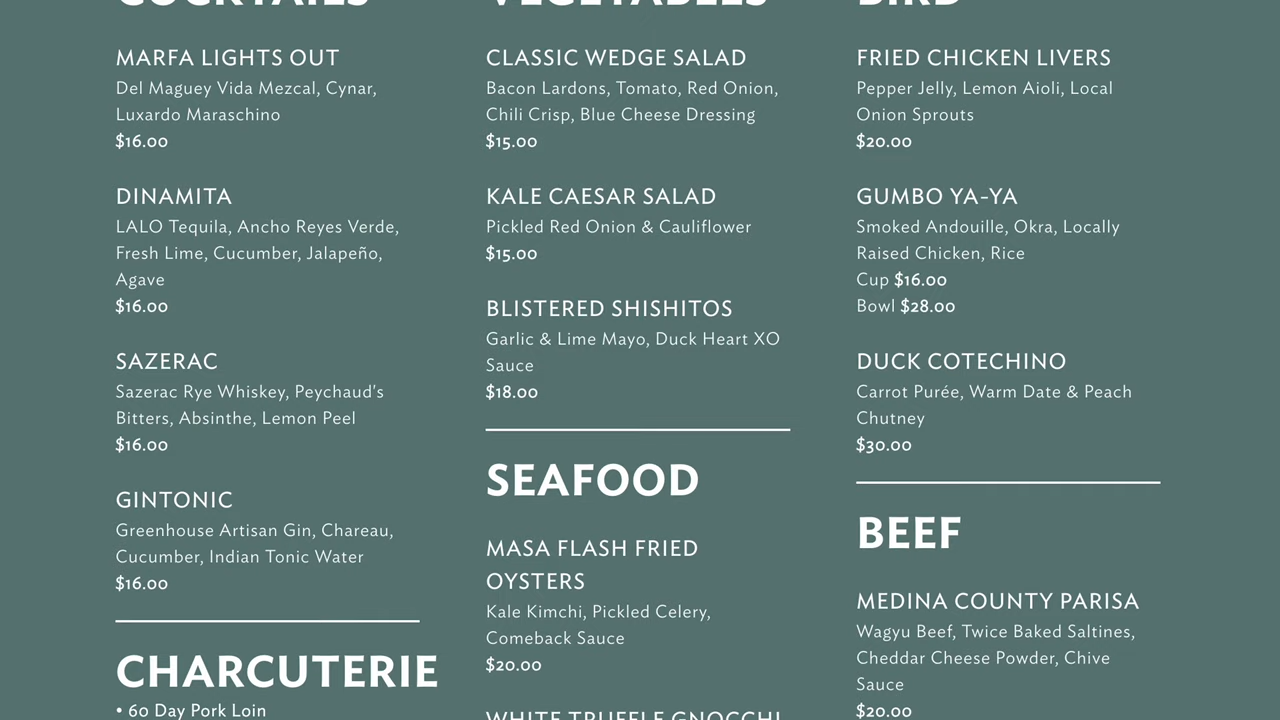 COCKTAILS
MARFA LIGHTS OUT
Del Maguey Vida Mezcal, Cynar,
Luxardo Maraschino
$16.00
DINAMITA
LALO Tequila, Ancho Reyes Verde,
Fresh Lime, Cucumber, Jalapeño,
Agave
$16.00
SAZERAC
Sazerac Rye Whiskey, Peychaud's
Bitters, Absinthe, Lemon Peel
$16.00
GINTONIC
Greenhouse Artisan Gin, Chareau,
Cucumber, Indian Tonic Water
$16.00
CHARCUTERIE
• 60 Day Pork Loin
VEGETABLES
CLASSIC WEDGE SALAD
Bacon Lardons, Tomato, Red Onion,
Chili Crisp, Blue Cheese Dressing
$15.00
KALE CAESAR SALAD
Pickled Red Onion & Cauliflower
$15.00
BLISTERED SHISHITOS
Garlic & Lime Mayo, Duck Heart XO
Sauce
$18.00
SEAFOOD
MASA FLASH FRIED
OYSTERS
Kale Kimchi, Pickled Celery,
Comeback Sauce
$20.00
WHITE TRUFFLE GNOCCHI
BIRD
FRIED CHICKEN LIVERS
Pepper Jelly, Lemon Aioli, Local
Onion Sprouts
$20.00
GUMBO YA-YA
Smoked Andouille, Okra, Locally
Raised Chicken, Rice
Cup $16.00
Bowl $28.00
DUCK COTECHINO
Carrot Purée, Warm Date & Peach
Chutney
$30.00
BEEF
MEDINA COUNTY PARISA
Wagyu Beef, Twice Baked Saltines,
Cheddar Cheese Powder, Chive
Sauce
$20.00